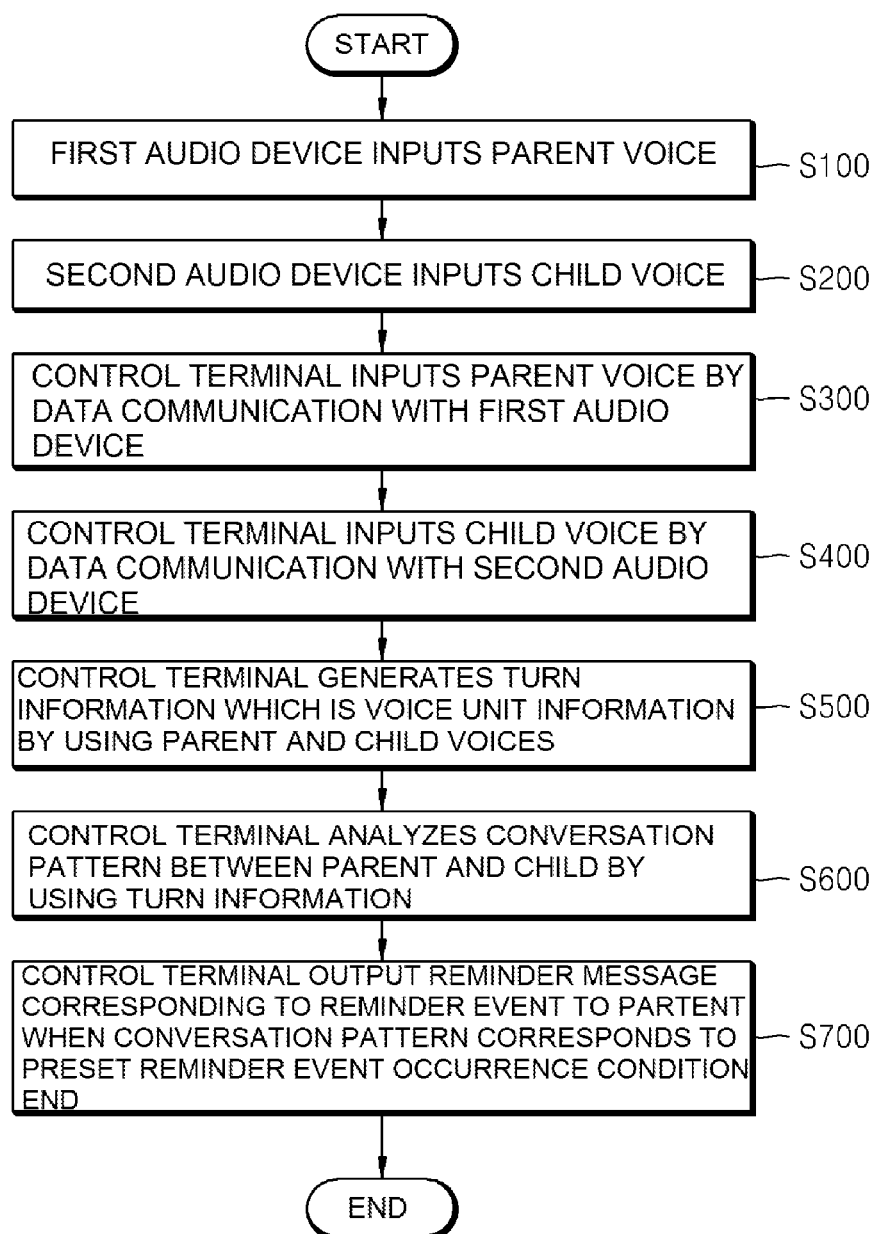 START
FIRST AUDIO DEVICE INPUTS PARENT VOICE
S100
SECOND AUDIO DEVICE INPUTS CHILD VOICE
S200
CONTROL TERMINAL INPUTS PARENT VOICE BY
DATA COMMUNICATION WITH FIRST AUDIO
DEVICE
S300
CONTROL TERMINAL INPUTS CHILD VOICE BY
DATA COMMUNICATION WITH SECOND AUDIO
DEVICE
S400
CONTROL TERMINAL GENERATES TURN
INFORMATION WHICH IS VOICE UNIT INFORMATION
BY USING PARENT AND CHILD VOICES
S500
CONTROL TERMINAL ANALYZES CONVERSATION
PATTERN BETWEEN PARENT AND CHILD BY
USING TURN INFORMATION
S600
CONTROL TERMINAL OUTPUT REMINDER MESSAGE
CORRESPONDING TO REMINDER EVENT TO PARTENT
WHEN CONVERSATION PATTERN CORRESPONDS TO
PRESET REMINDER EVENT OCCURRENCE CONDITION
END
S700
END